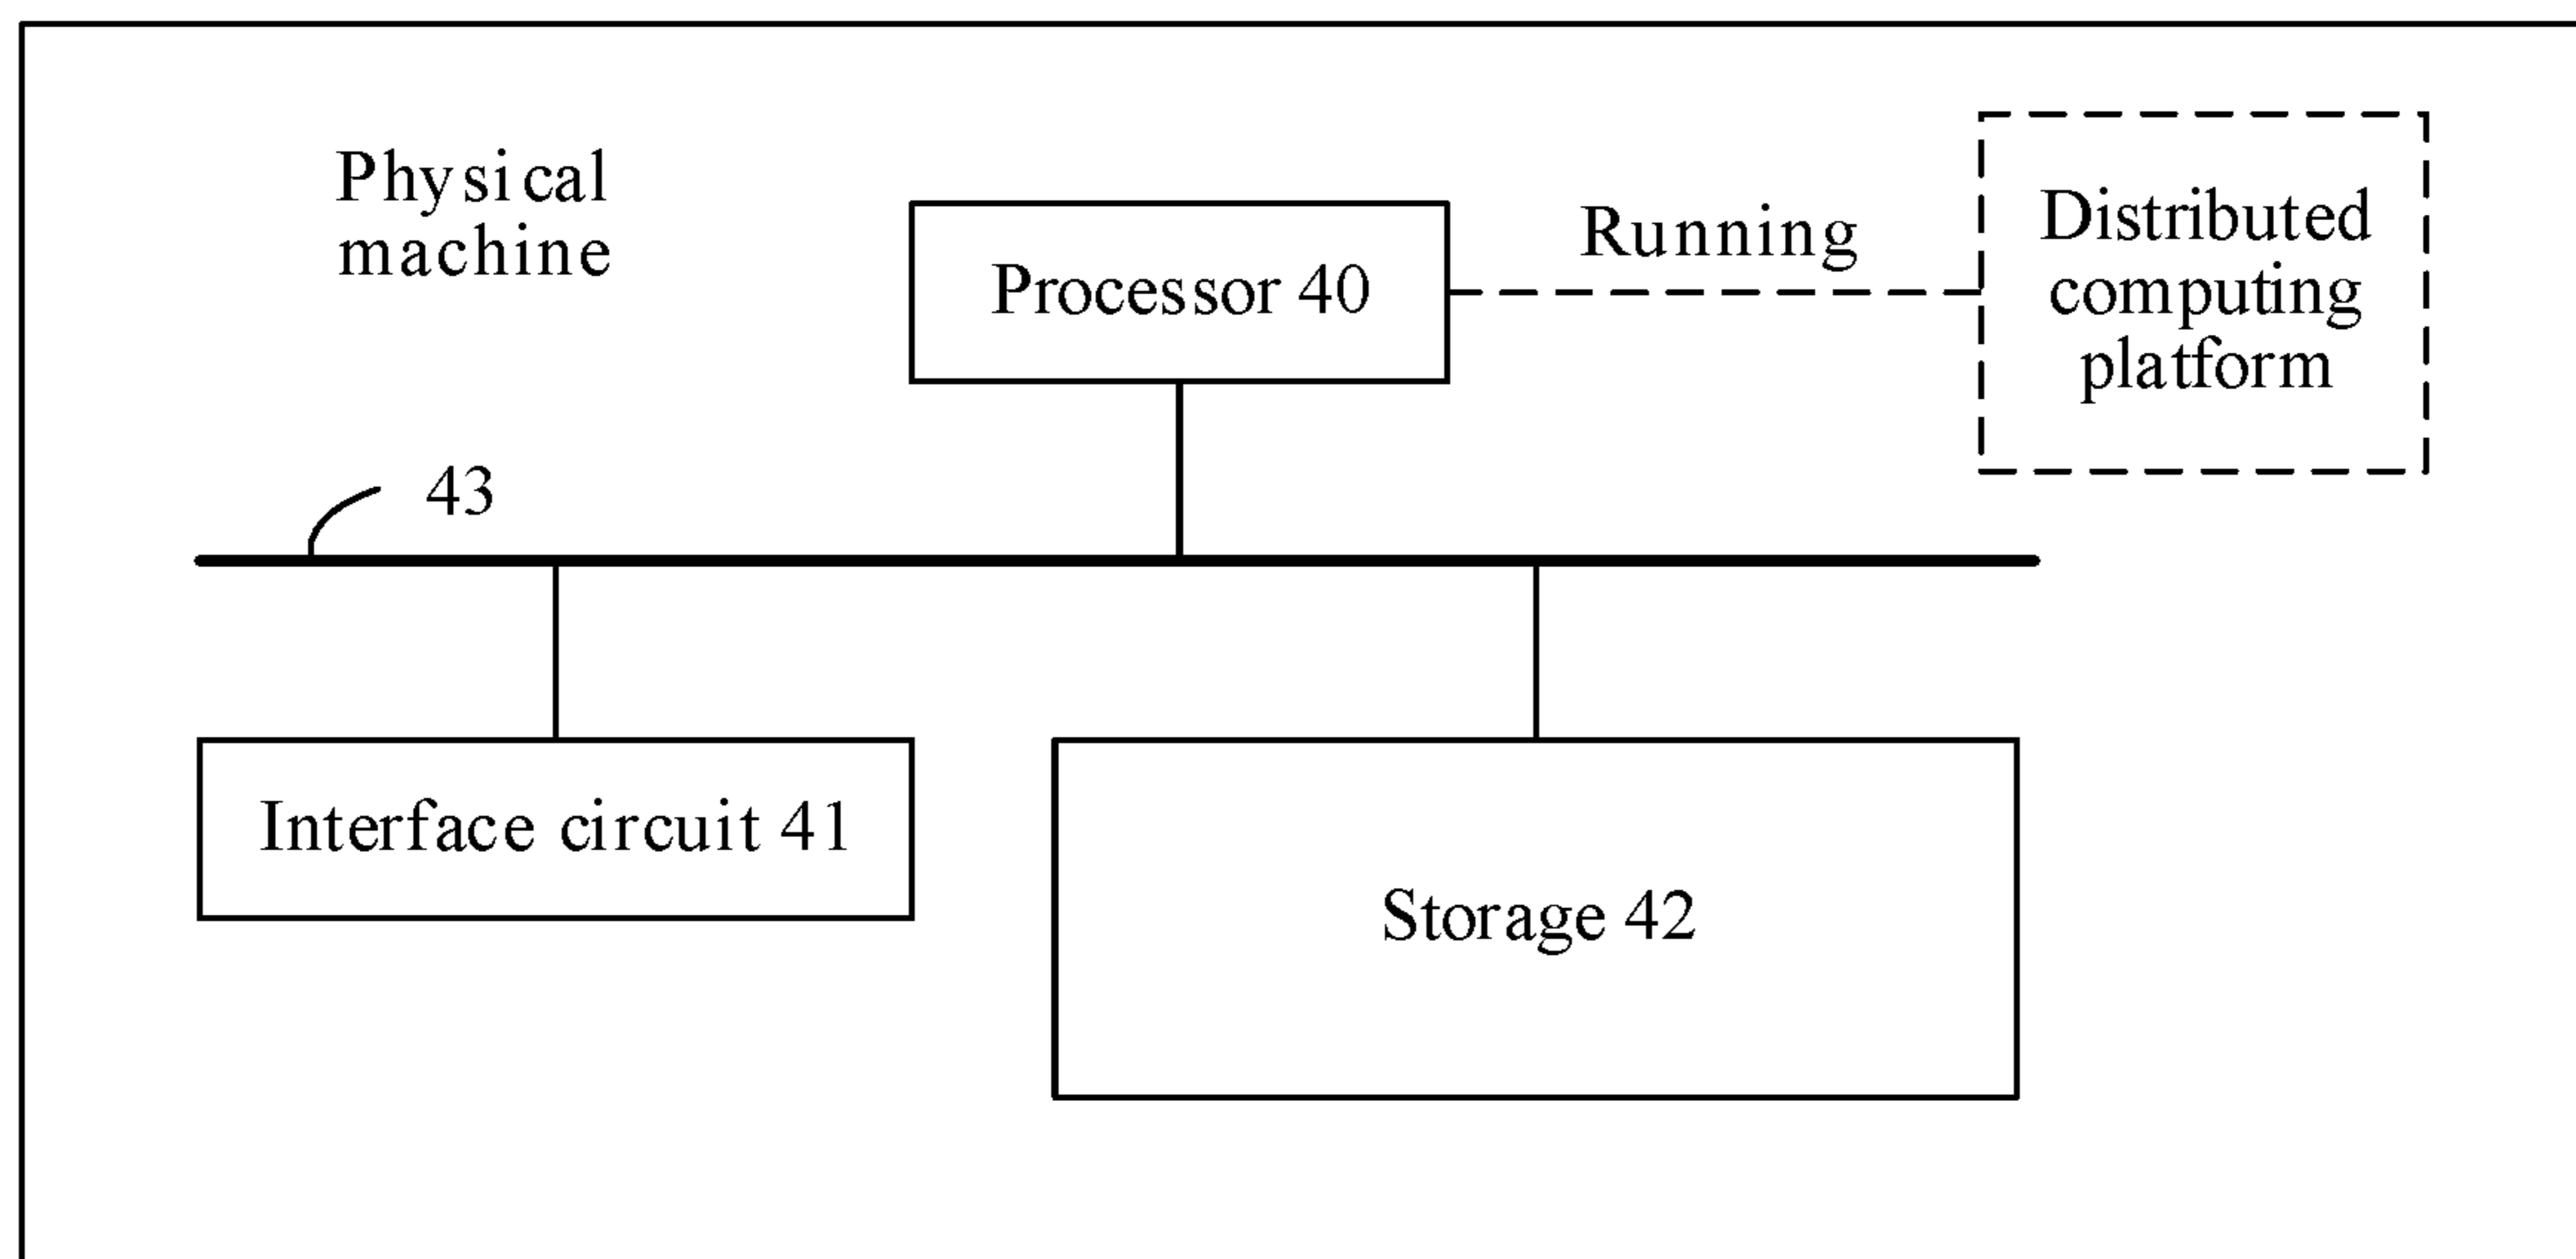 Physical
machine
Processor 40
Running
Distributed
computing
platform
43
Interface circuit 41
Storage 42